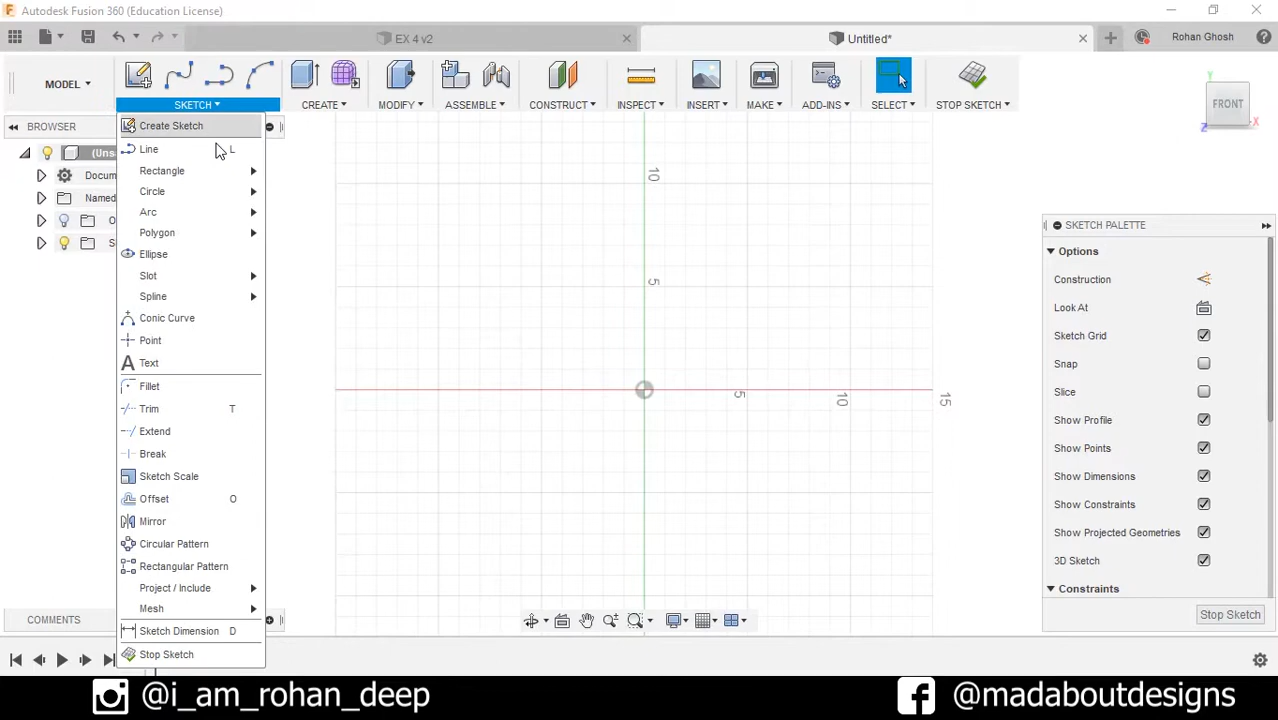 Autodesk Fusion 360 (Education License)
EX 4 v2
Untitled*
Rohan Ghosh
MODEL
SKETCH
CREATE
MODIFY
ASSEMBLE
CONSTRUCT
INSPECT
INSERT
MAKE
ADD-INS
SELECT
STOP SKETCH
BROWSER
(Uns
Docum
Named
O
S
Create Sketch
Line L
Rectangle
Circle
Arc
Polygon
Ellipse
Slot
Spline
Conic Curve
Point
Text
Fillet
Trim T
Extend
Break
Sketch Scale
Offset O
Mirror
Circular Pattern
Rectangular Pattern
Project / Include
Mesh
Sketch Dimension D
Stop Sketch
10
5
5
10
15
FRONT
Y
X
Z
SKETCH PALETTE
Options
Construction
Look At
Sketch Grid
Snap
Slice
Show Profile
Show Points
Show Dimensions
Show Constraints
Show Projected Geometries
3D Sketch
Constraints
Stop Sketch
COMMENTS
@i_am_rohan_deep
@madaboutdesigns